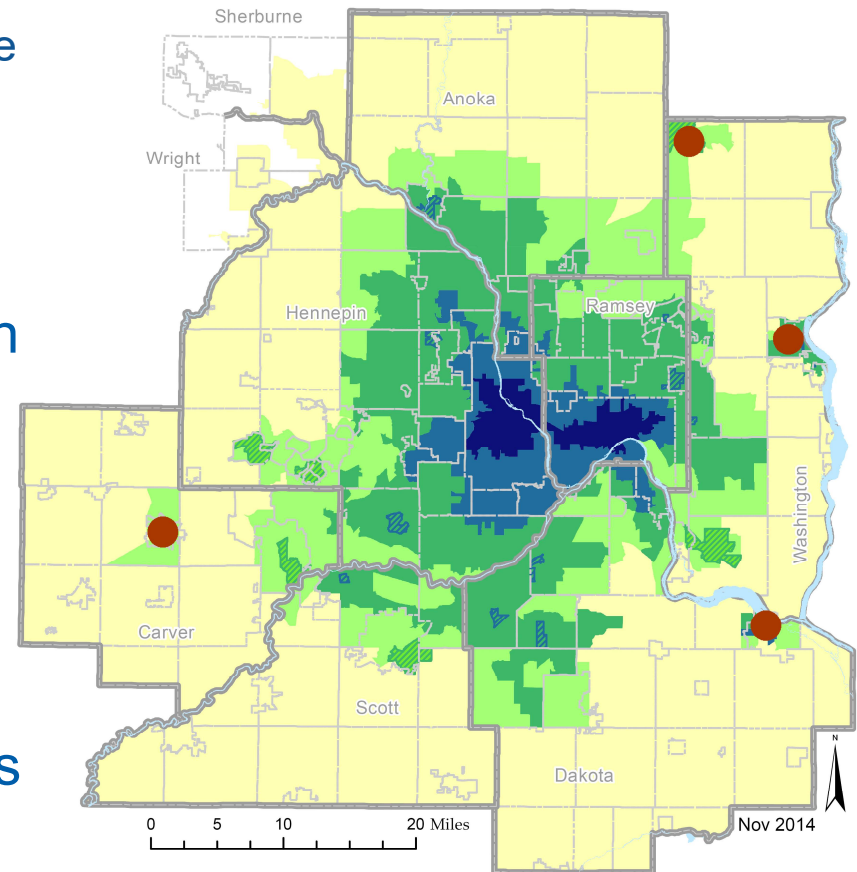 Sherburne
e
Anoka
Wright
Hennepin
Ramsey
n
Washington
Carver
Scott
s
Dakota
N
0 5 10 20 Miles
Nov 2014